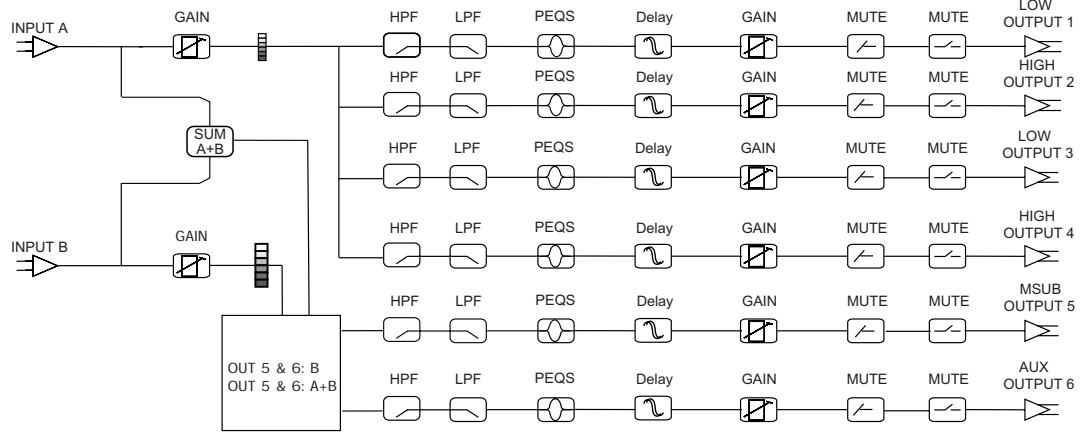 INPUT A
GAIN
HPF LPF PEQS Delay GAIN MUTE MUTE
LOW
OUTPUT 1
HPF LPF PEQS Delay GAIN MUTE MUTE
HIGH
OUTPUT 2
SUM
A+B
HPF LPF PEQS Delay GAIN MUTE MUTE
LOW
OUTPUT 3
INPUT B
GAIN
HPF LPF PEQS Delay GAIN MUTE MUTE
HIGH
OUTPUT 4
HPF LPF PEQS Delay GAIN MUTE MUTE
MSUB
OUTPUT 5
OUT 5 & 6: B
OUT 5 & 6: A+B
HPF LPF PEQS Delay GAIN MUTE MUTE
AUX
OUTPUT 6